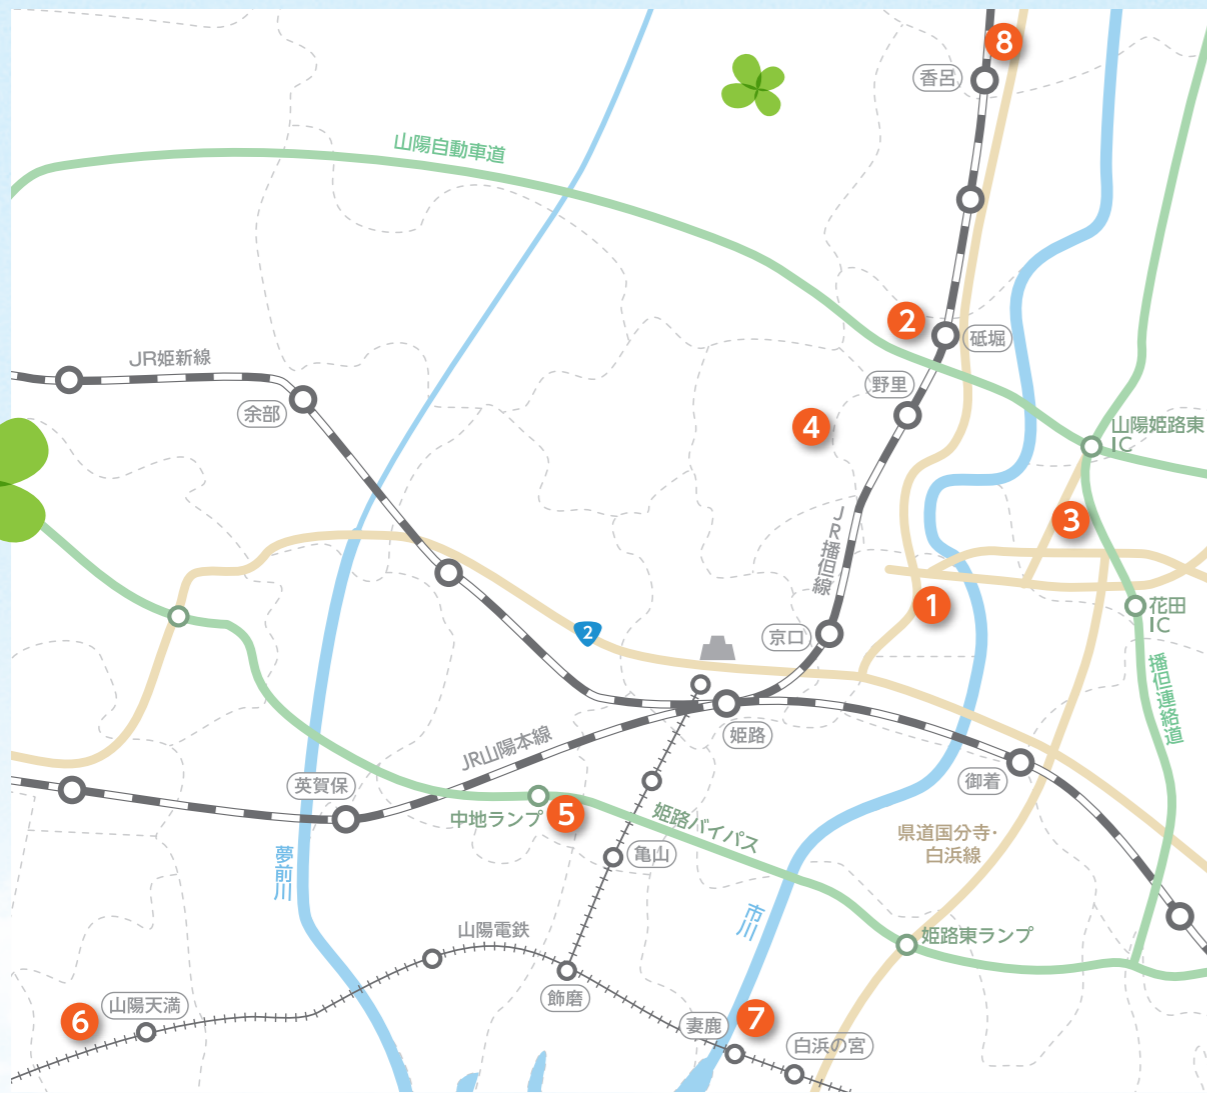 8
香呂
山陽自動車道
2
砥堀
JR姫新線
野里
余部
4
山陽姫路東
IC
3
JR播但線
1
花田
IC
2
京口
播但連絡道
姫路
JR山陽本線
御着
英賀保
中地ランプ
5
姫路バイパス
県道国分寺・
白浜線
亀山
夢前川
市川
山陽電鉄
姫路東ランプ
飾磨
山陽天満
6
妻鹿
7
白浜の宮